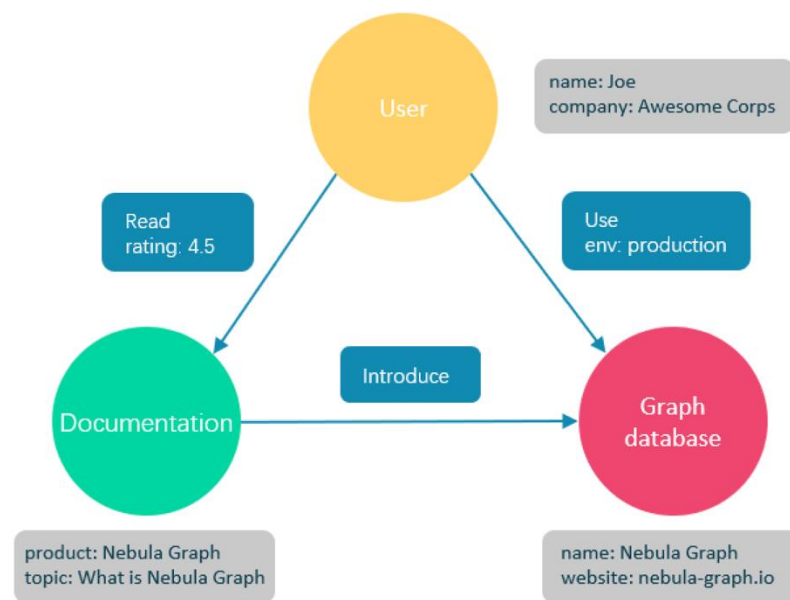 User
name: Joe
company: Awesome Corps
Read
rating: 4.5
Use
env: production
Introduce
Documentation
Graph
database
product: Nebula Graph
topic: What is Nebula Graph
name: Nebula Graph
website: nebula-graph.io